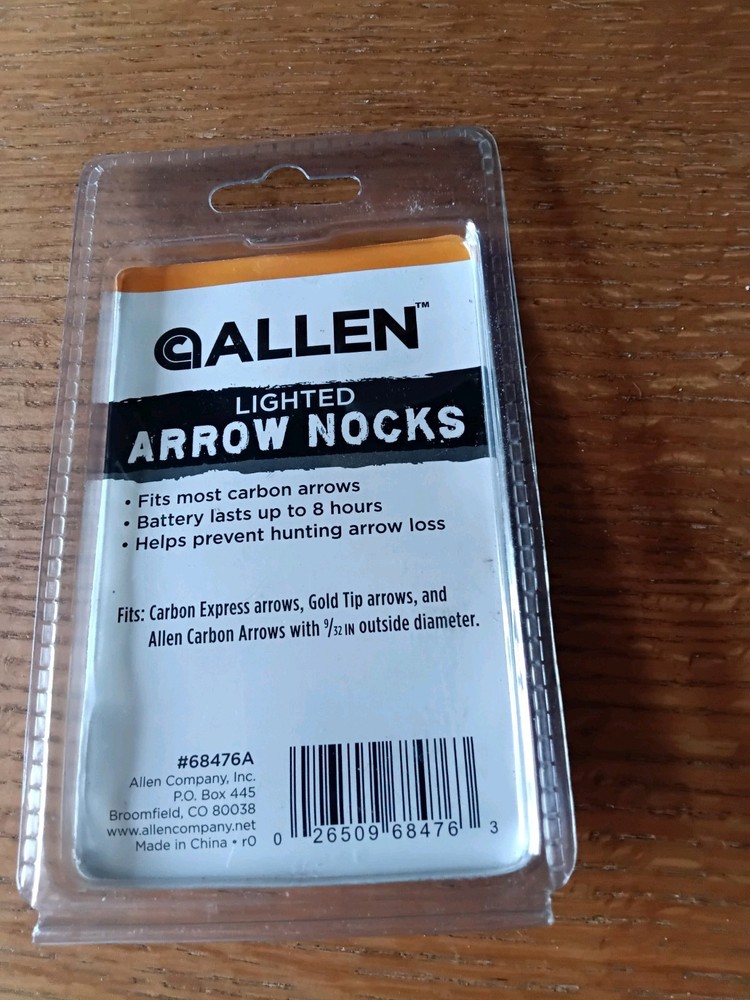 ALLEN™
LIGHTED
ARROW NOCKS
• Fits most carbon arrows
• Battery lasts up to 8 hours
• Helps prevent hunting arrow loss
Fits: Carbon Express arrows, Gold Tip arrows, and
Allen Carbon Arrows with 9/32 IN outside diameter.
#68476A
Allen Company, Inc.
P.O. Box 445
Broomfield, CO 80038
www.allencompany.net
Made in China • r0
0 26509 68476 3